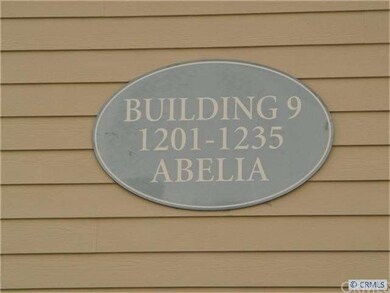 BUILDING 9
1201-1235
ABELIA
CRMLS